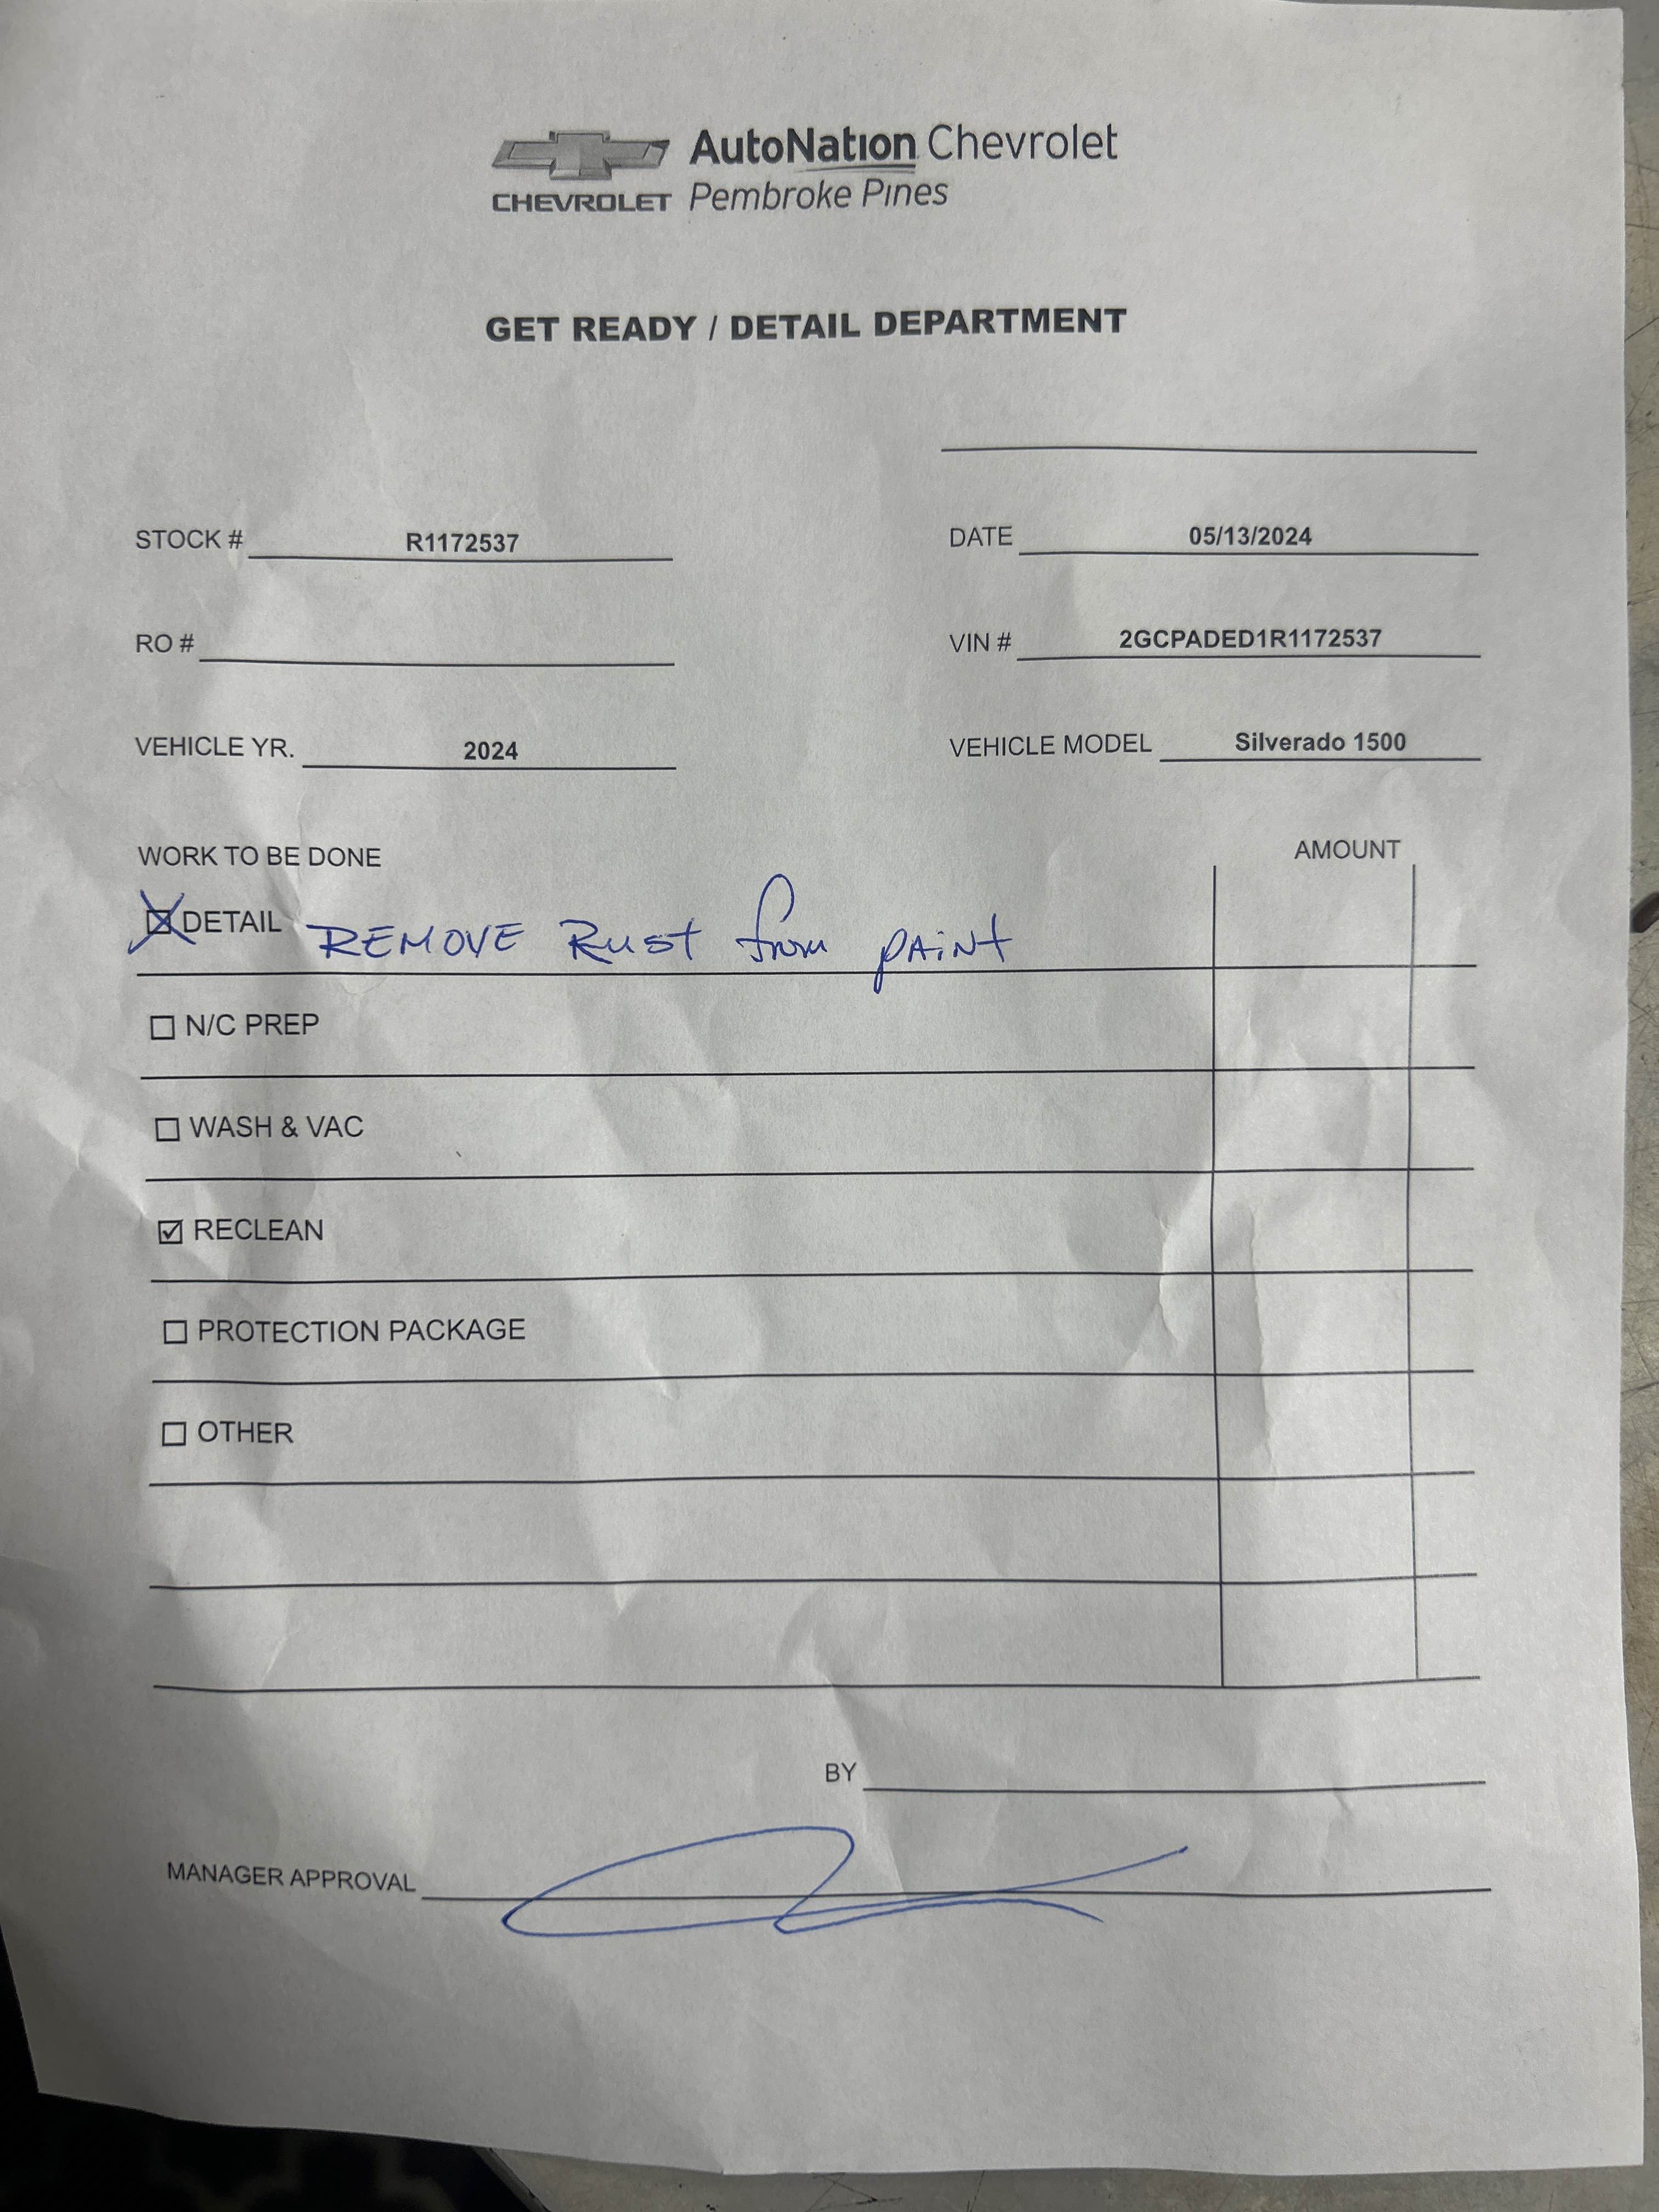 AutoNation Chevrolet
CHEVROLET Pembroke Pines
GET READY / DETAIL DEPARTMENT
STOCK # R1172537 DATE 05/13/2024
RO # VIN # 2GCPADED1R1172537
VEHICLE YR. 2024 VEHICLE MODEL Silverado 1500
WORK TO BE DONE AMOUNT
DETAIL REMOVE Rust from pAint
N/C PREP
WASH & VAC
RECLEAN
PROTECTION PACKAGE
OTHER
BY
MANAGER APPROVAL